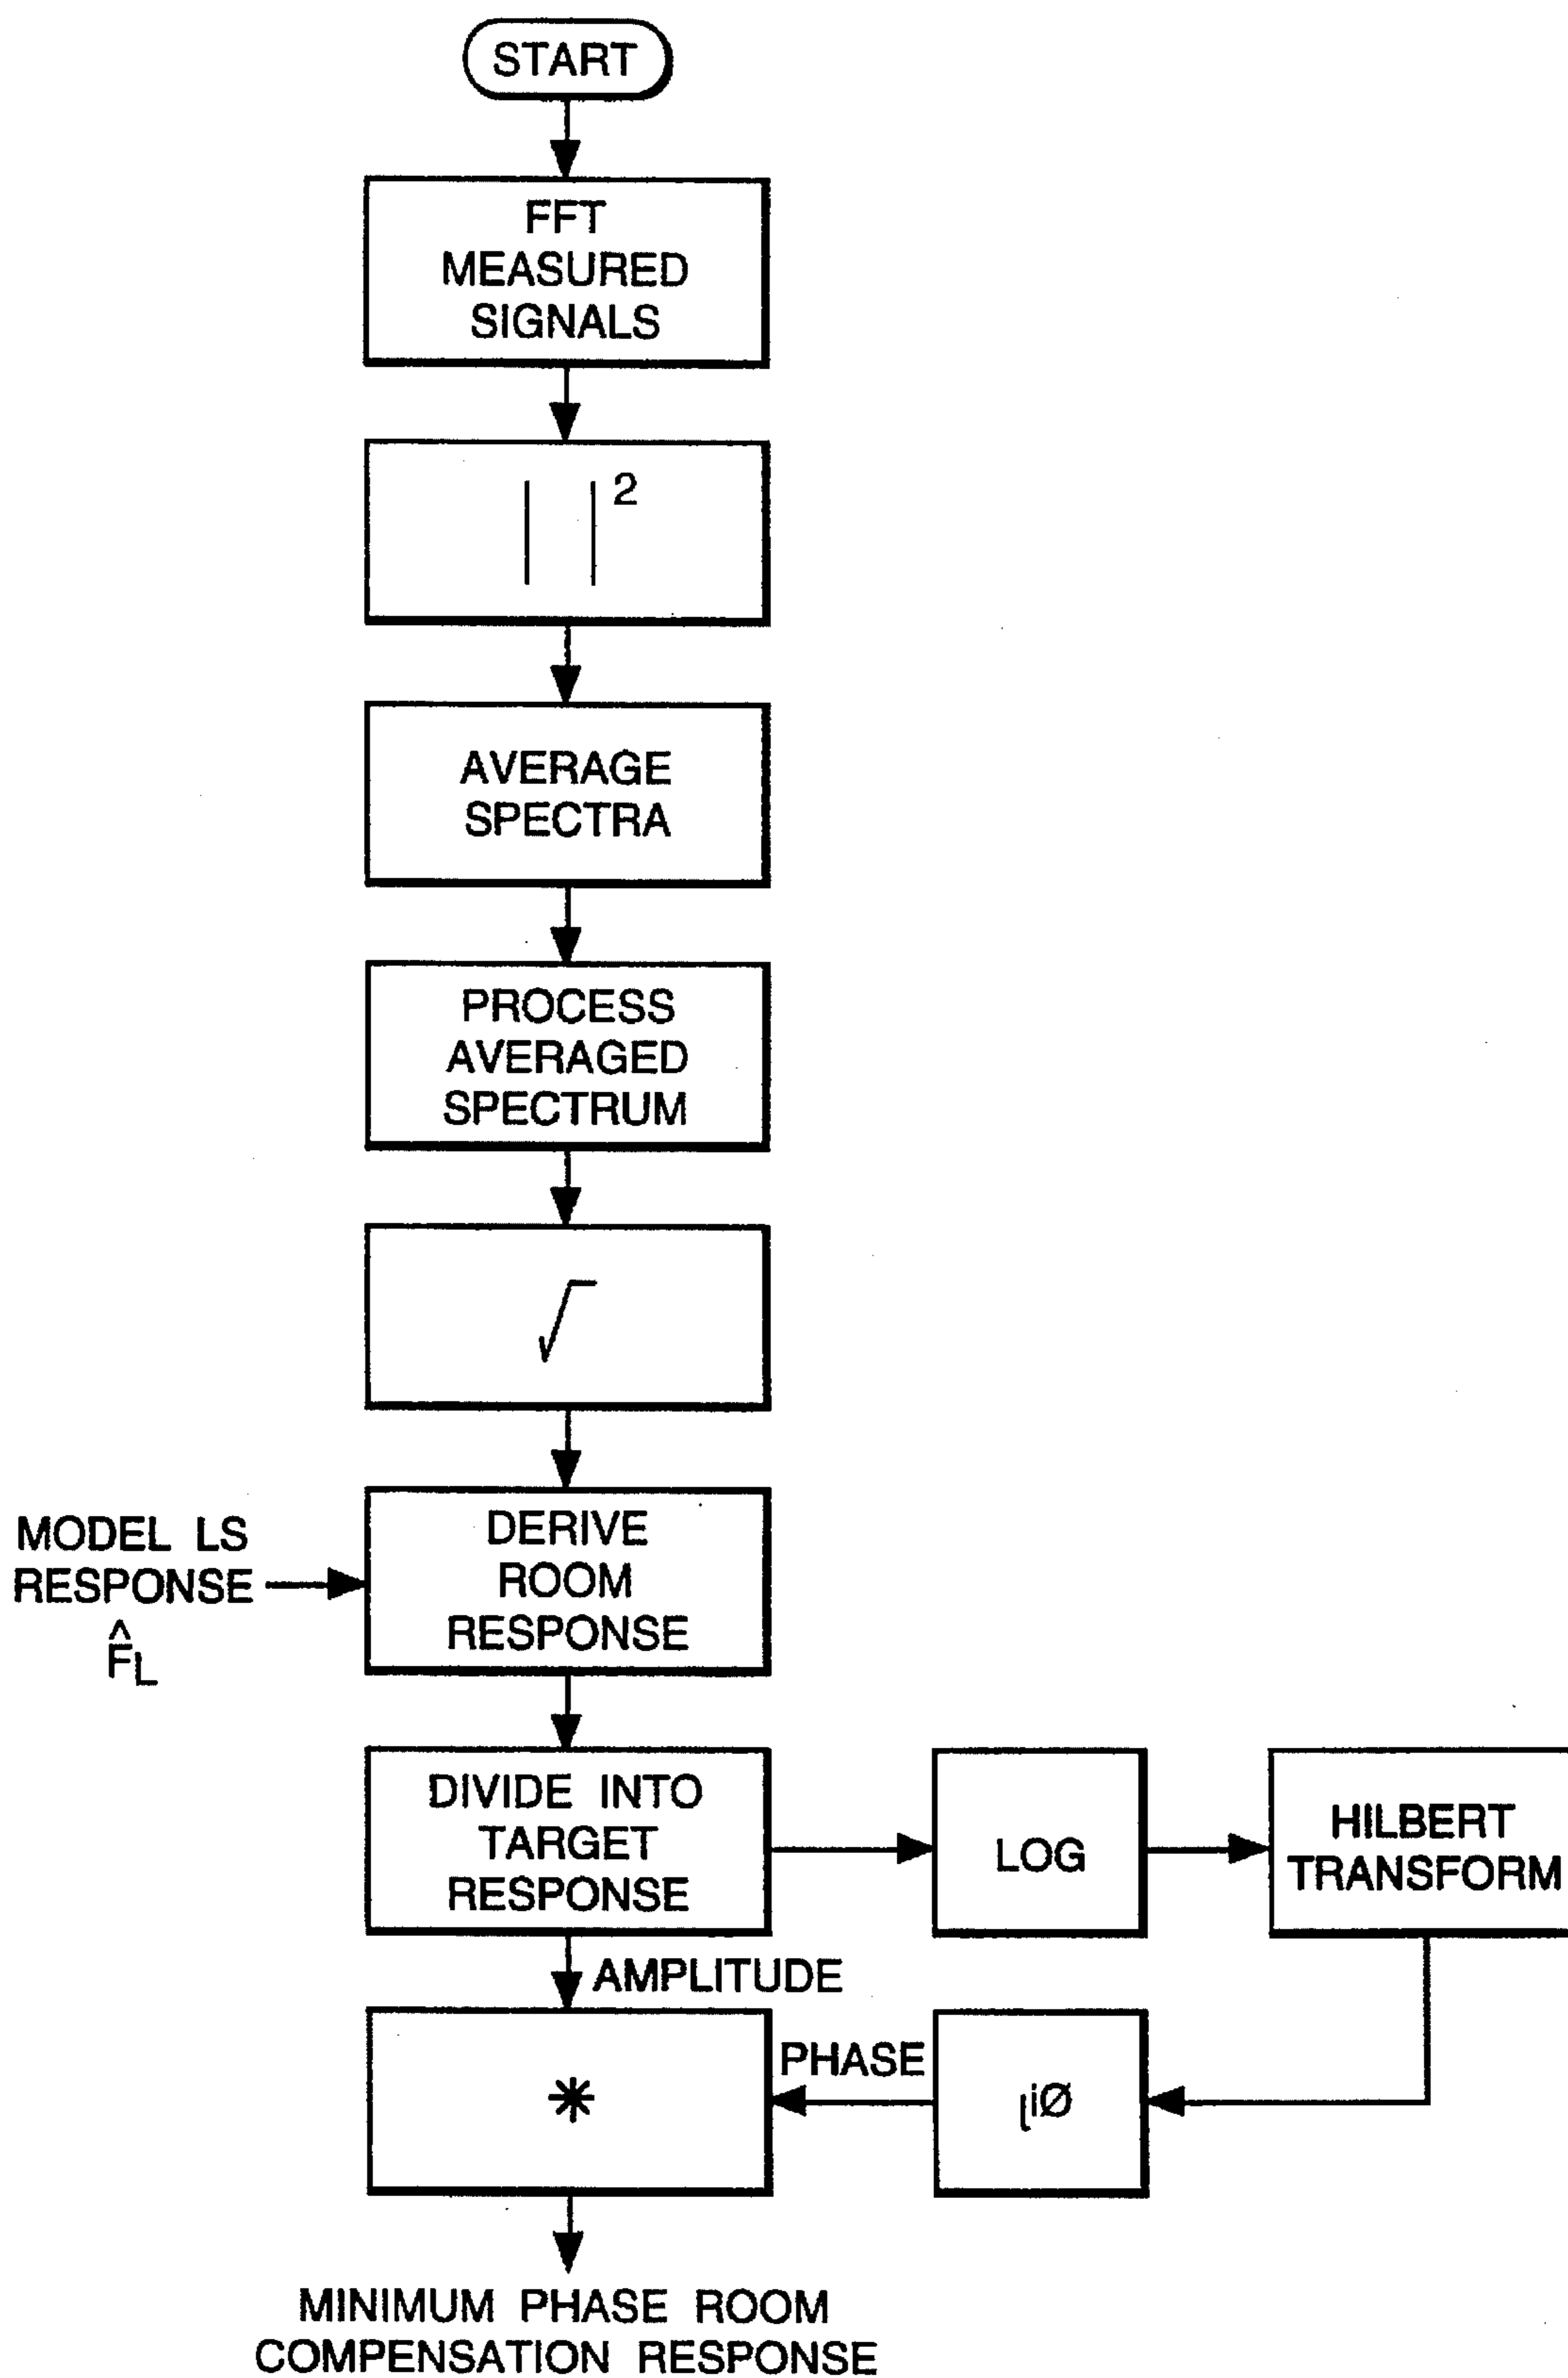 START
FFT
MEASURED
SIGNALS
| |²
AVERAGE
SPECTRA
PROCESS
AVERAGED
SPECTRUM
√
MODEL LS
RESPONSE
F̂L
DERIVE
ROOM
RESPONSE
DIVIDE INTO
TARGET
RESPONSE
LOG
HILBERT
TRANSFORM
AMPLITUDE
*
PHASE
iØ
MINIMUM PHASE ROOM
COMPENSATION RESPONSE